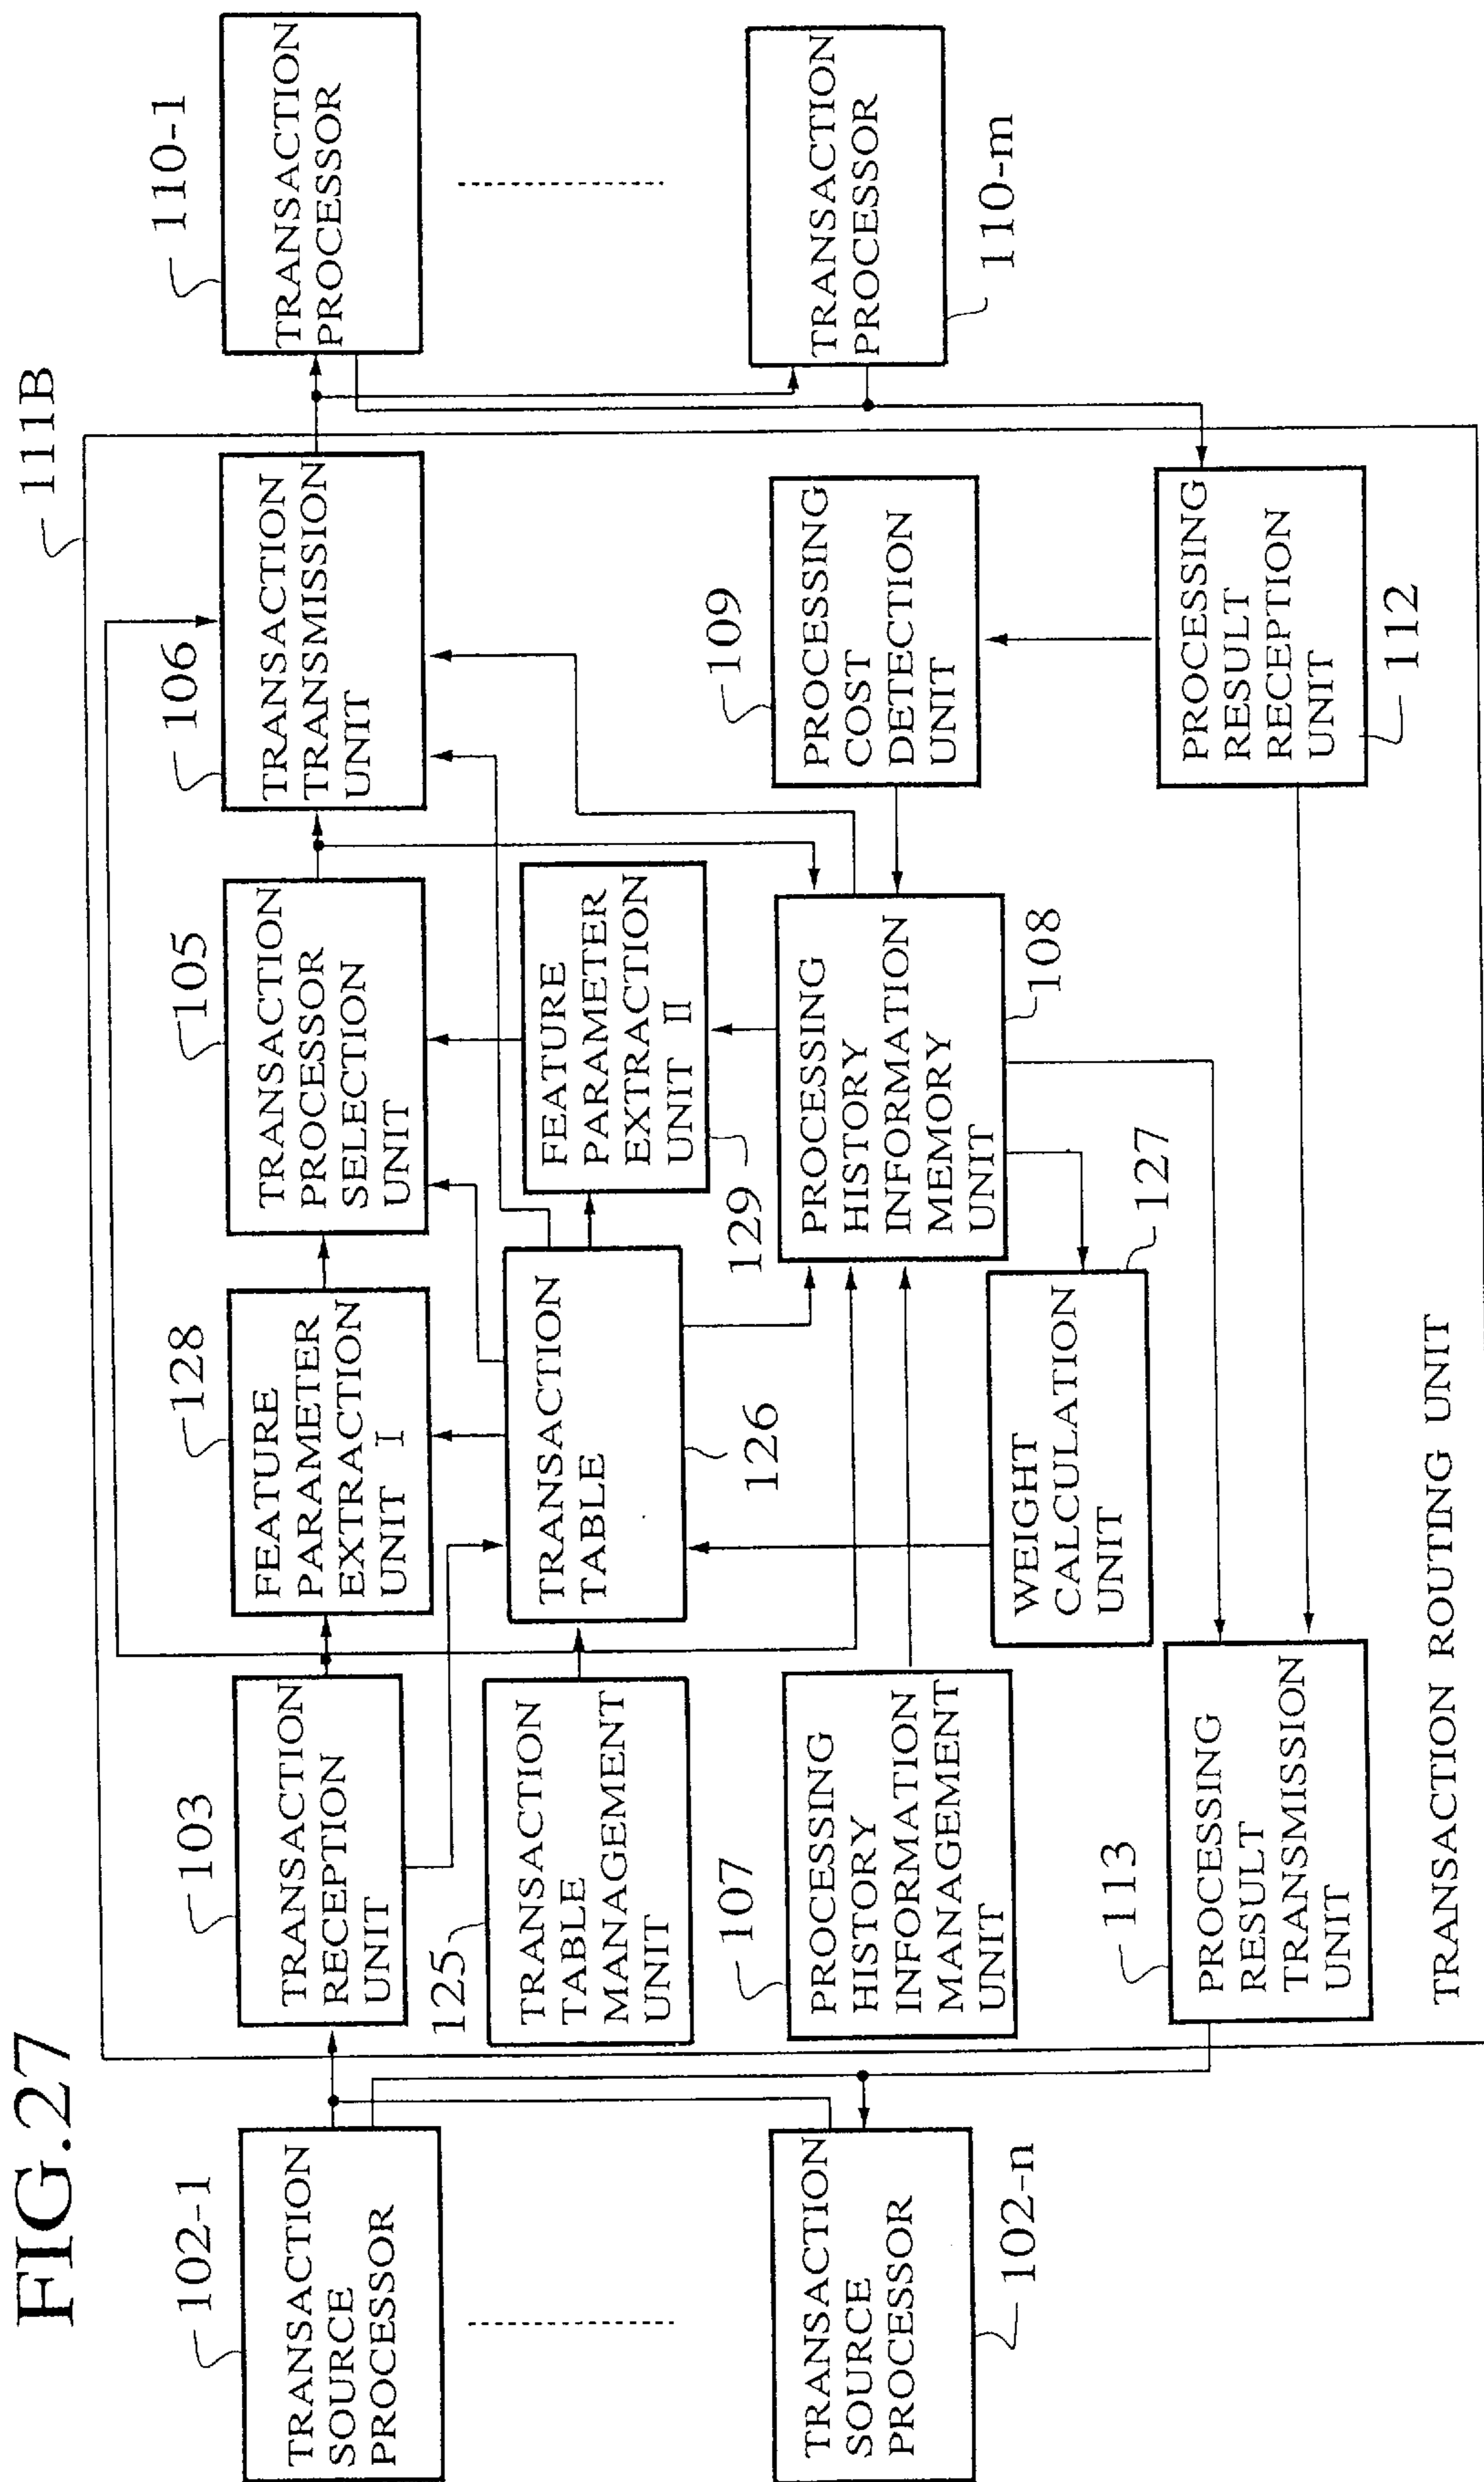 FIG.27
111B
102-1
TRANSACTION
SOURCE
PROCESSOR
102-n
TRANSACTION
SOURCE
PROCESSOR
103
TRANSACTION
RECEPTION
UNIT
128
FEATURE
PARAMETER
EXTRACTION
UNIT I
105
TRANSACTION
PROCESSOR
SELECTION
UNIT
106
TRANSACTION
TRANSMISSION
UNIT
110-1
TRANSACTION
PROCESSOR
110-m
TRANSACTION
PROCESSOR
125
TRANSACTION
TABLE
MANAGEMENT
UNIT
TRANSACTION
TABLE
126
FEATURE
PARAMETER
EXTRACTION
UNIT II
129
107
PROCESSING
HISTORY
INFORMATION
MANAGEMENT
UNIT
PROCESSING
HISTORY
INFORMATION
MEMORY
UNIT
108
109
PROCESSING
COST
DETECTION
UNIT
WEIGHT
CALCULATION
UNIT
127
113
PROCESSING
RESULT
TRANSMISSION
UNIT
PROCESSING
RESULT
RECEPTION
UNIT
112
TRANSACTION ROUTING UNIT